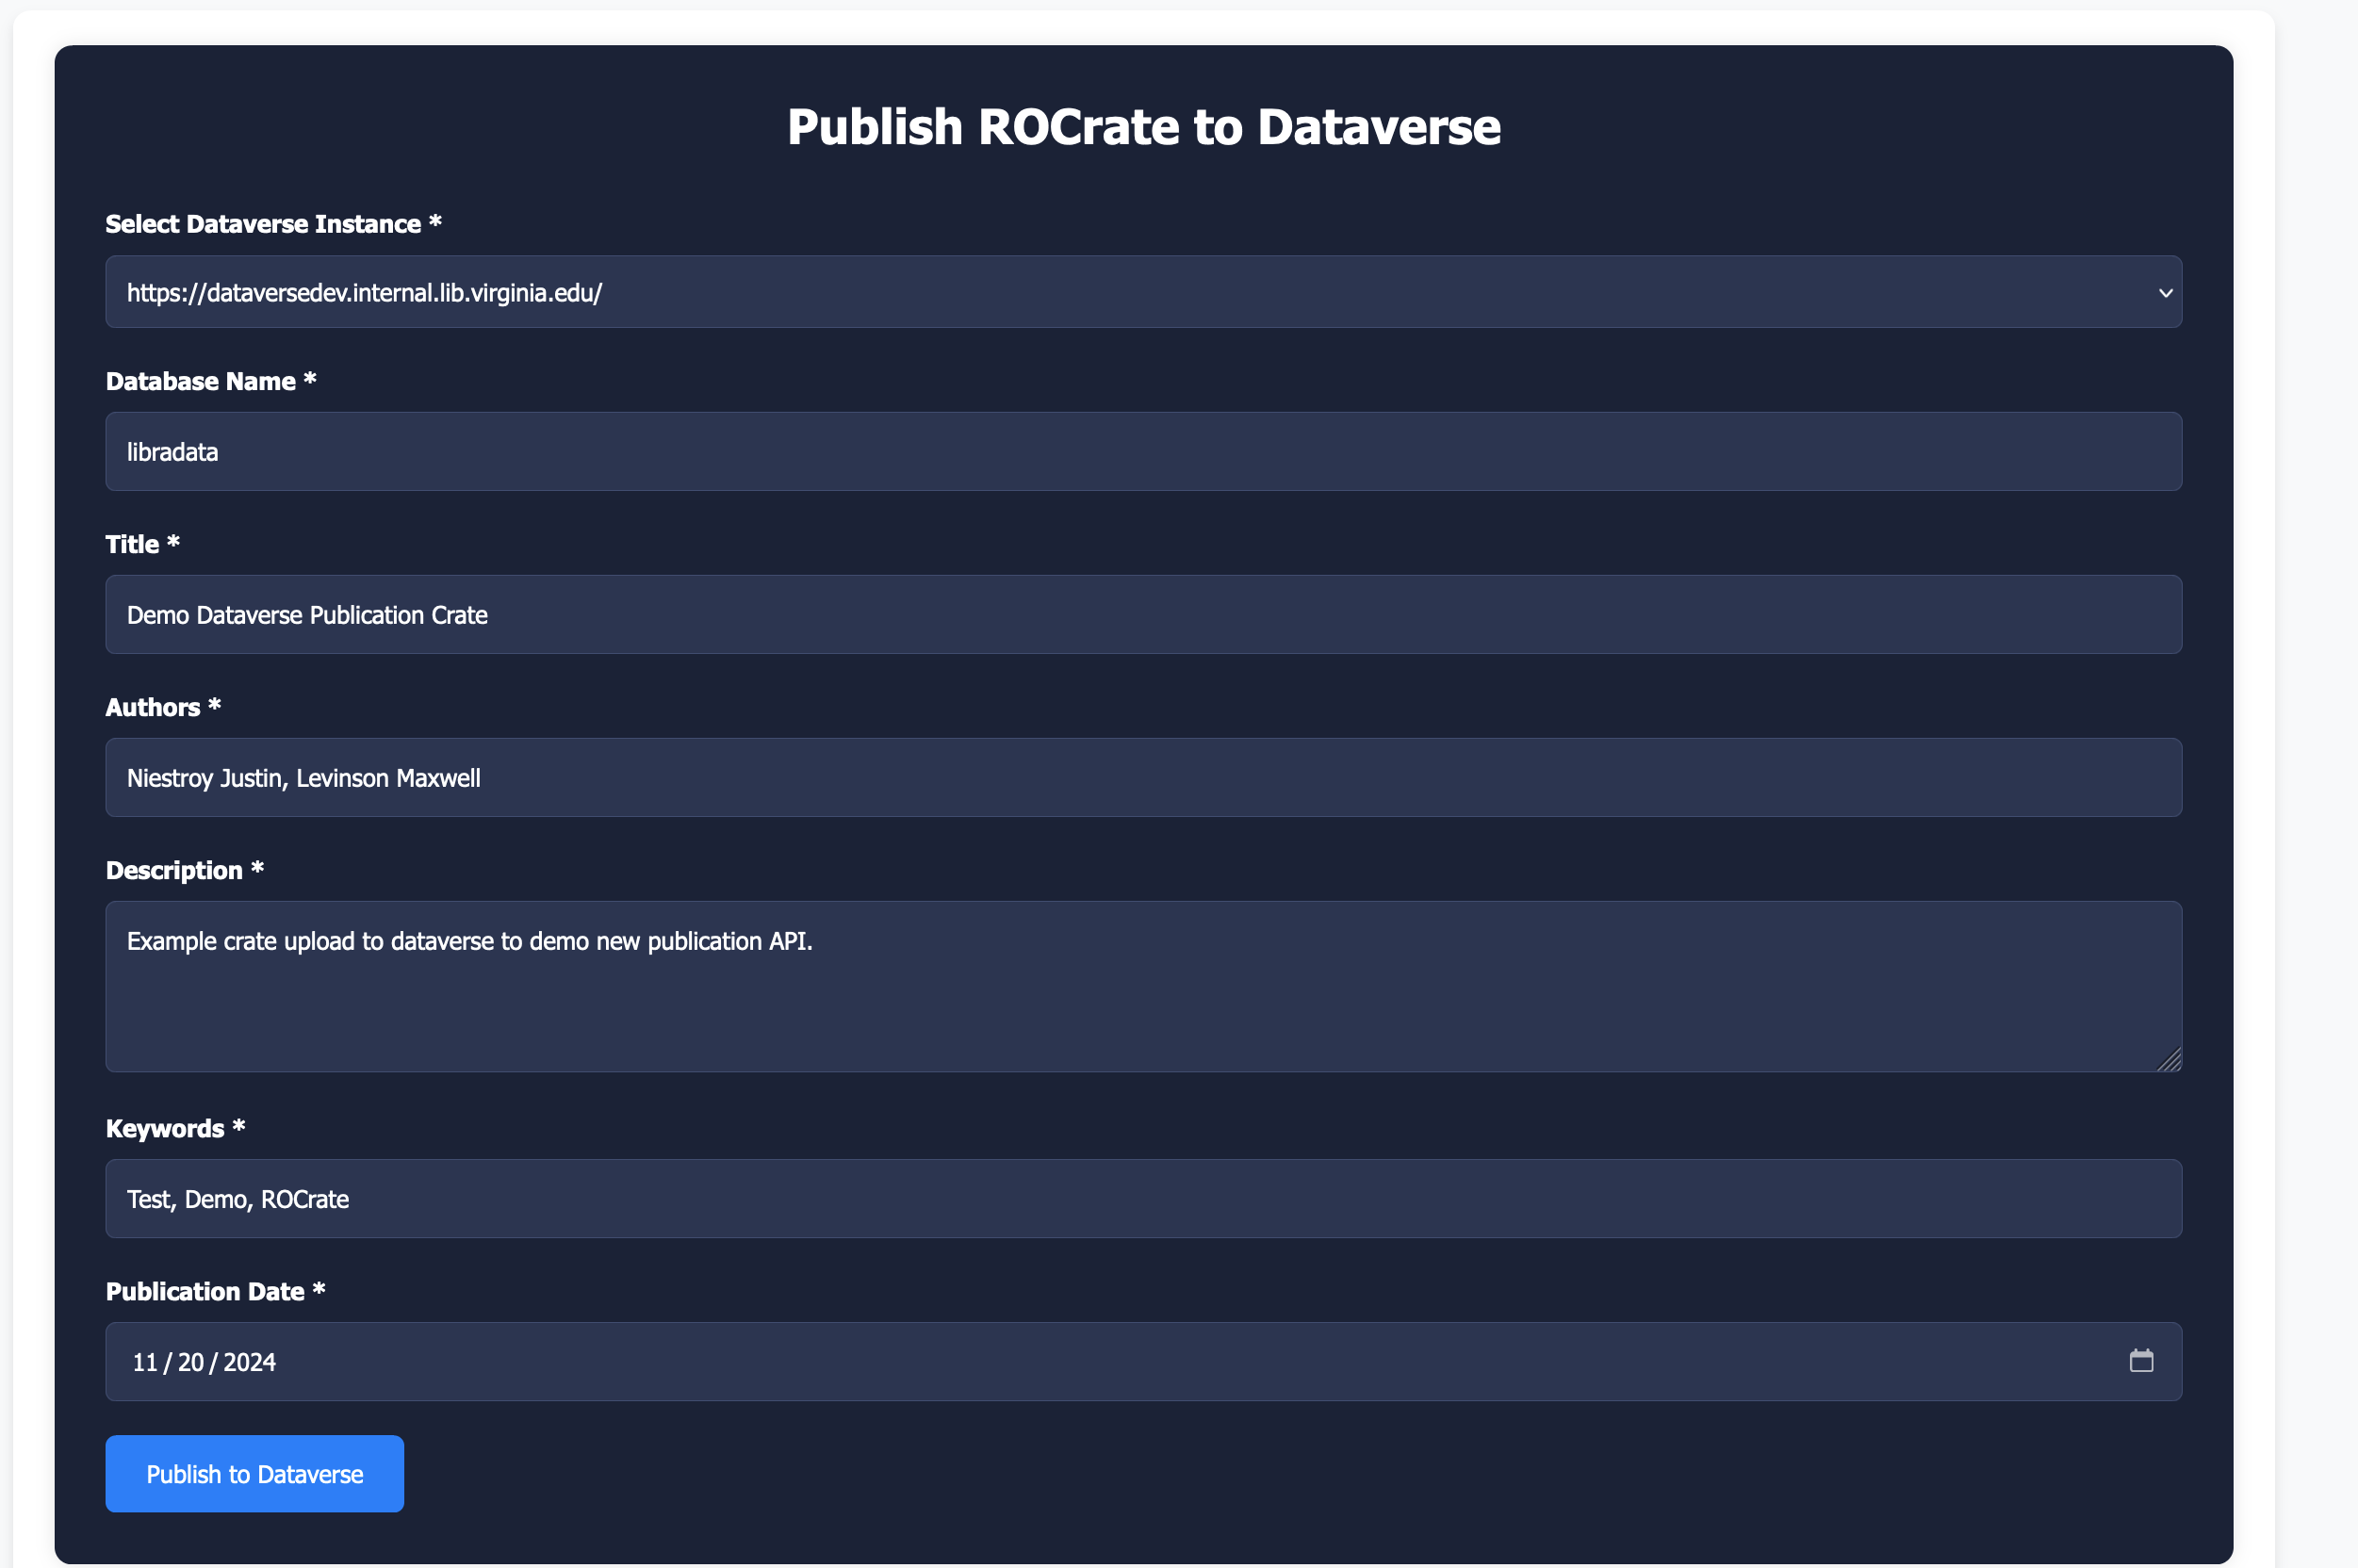 Publish ROCrate to Dataverse
Select Dataverse Instance *
https://dataversedev.internal.lib.virginia.edu/
Database Name *
libradata
Title *
Demo Dataverse Publication Crate
Authors *
Niestroy Justin, Levinson Maxwell
Description *
Example crate upload to dataverse to demo new publication API.
Keywords *
Test, Demo, ROCrate
Publication Date *
11 / 20 / 2024
Publish to Dataverse